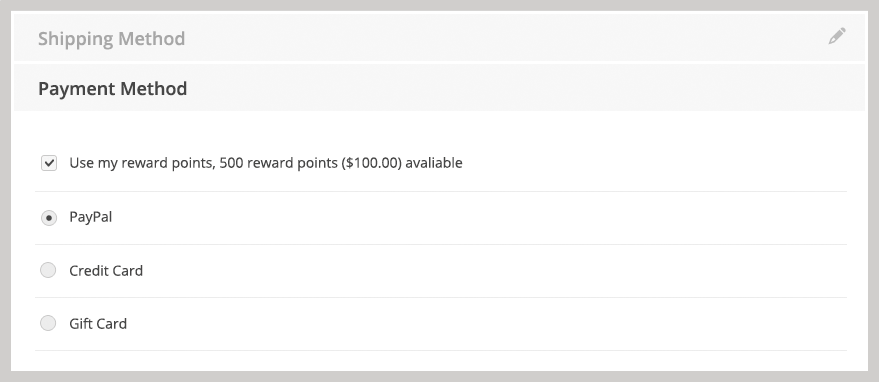 Shipping Method
Payment Method
Use my reward points, 500 reward points ($100.00) avaliable
PayPal
Credit Card
Gift Card